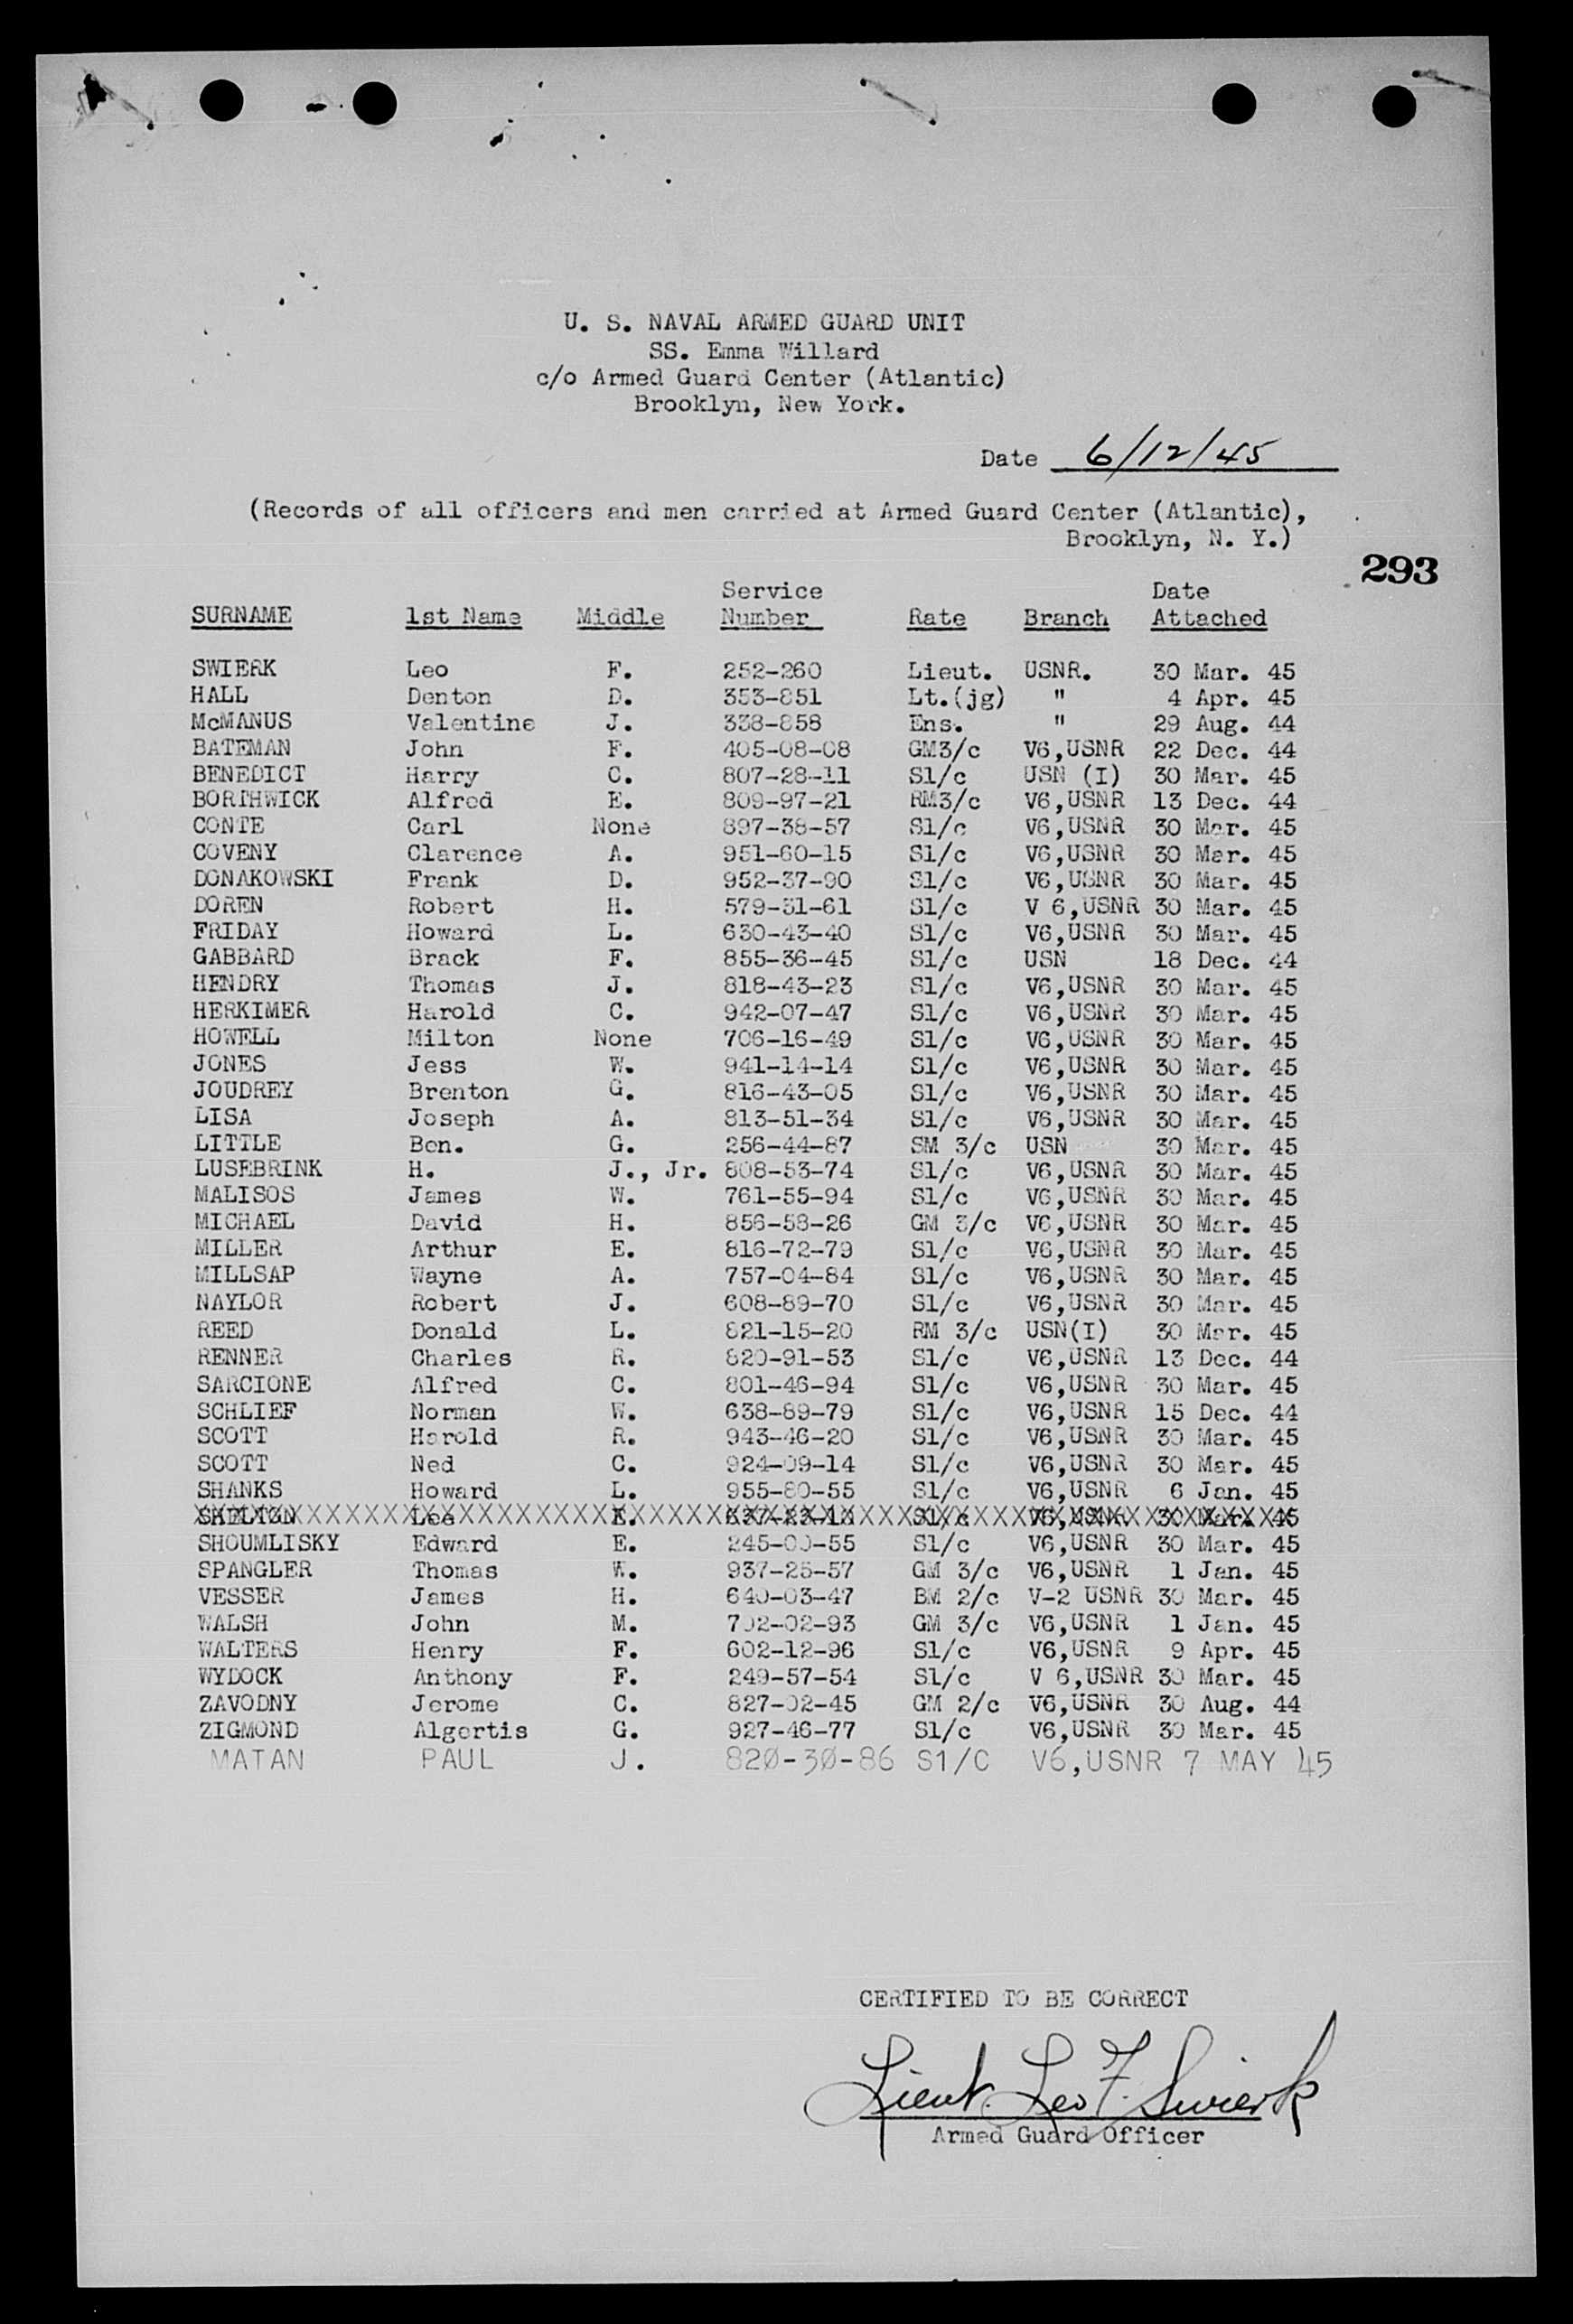 U. S. NAVAL ARMED GUARD UNIT
SS. Emma Willard
c/o Armed Guard Center (Atlantic)
Brooklyn, New York.
Date 6/12/45
(Records of all officers and men carried at Armed Guard Center (Atlantic),
Brooklyn, N. Y.)
293
Service Date
SURNAME 1st Name Middle Number Rate Branch Attached
SWIERK Leo F. 252-260 Lieut. USNR. 30 Mar. 45
HALL Denton D. 353-851 Lt.(jg) " 4 Apr. 45
McMANUS Valentine J. 338-858 Ens. " 29 Aug. 44
BATEMAN John F. 405-08-08 GM3/c V6,USNR 22 Dec. 44
BENEDICT Harry C. 807-28-11 S1/c USN (I) 30 Mar. 45
BORTHWICK Alfred E. 809-97-21 RM3/c V6,USNR 13 Dec. 44
CONTE Carl None 897-38-57 S1/c V6,USNR 30 Mar. 45
COVENY Clarence A. 951-60-15 S1/c V6,USNR 30 Mar. 45
DONAKOWSKI Frank D. 952-37-90 S1/c V6,USNR 30 Mar. 45
DOREN Robert H. 579-31-61 S1/c V 6,USNR 30 Mar. 45
FRIDAY Howard L. 630-43-40 S1/c V6,USNR 30 Mar. 45
GABBARD Brack F. 855-36-45 S1/c USN 18 Dec. 44
HENDRY Thomas J. 818-43-23 S1/c V6,USNR 30 Mar. 45
HERKIMER Harold C. 942-07-47 S1/c V6,USNR 30 Mar. 45
HOWELL Milton None 706-16-49 S1/c V6,USNR 30 Mar. 45
JONES Jess W. 941-14-14 S1/c V6,USNR 30 Mar. 45
JOUDREY Brenton G. 816-43-05 S1/c V6,USNR 30 Mar. 45
LISA Joseph A. 813-51-34 S1/c V6,USNR 30 Mar. 45
LITTLE Ben. G. 256-44-87 SM 3/c USN 30 Mar. 45
LUSEBRINK H. J., Jr. 808-53-74 S1/c V6,USNR 30 Mar. 45
MALISOS James W. 761-55-94 S1/c V6,USNR 30 Mar. 45
MICHAEL David H. 856-58-26 GM 3/c V6,USNR 30 Mar. 45
MILLER Arthur E. 816-72-79 S1/c V6,USNR 30 Mar. 45
MILLSAP Wayne A. 757-04-84 S1/c V6,USNR 30 Mar. 45
NAYLOR Robert J. 608-89-70 S1/c V6,USNR 30 Mar. 45
REED Donald L. 821-15-20 RM 3/c USN(I) 30 Mar. 45
RENNER Charles R. 820-91-53 S1/c V6,USNR 13 Dec. 44
SARCIONE Alfred C. 801-46-94 S1/c V6,USNR 30 Mar. 45
SCHLIEF Norman W. 638-89-79 S1/c V6,USNR 15 Dec. 44
SCOTT Harold R. 943-46-20 S1/c V6,USNR 30 Mar. 45
SCOTT Ned C. 924-09-14 S1/c V6,USNR 30 Mar. 45
SHANKS Howard L. 955-80-55 S1/c V6,USNR 6 Jan. 45
SHELTON Lee E. S1/c V6,USNR 30 Mar. 45
SHOUMLISKY Edward E. 245-00-55 S1/c V6,USNR 30 Mar. 45
SPANGLER Thomas W. 937-25-57 GM 3/c V6,USNR 1 Jan. 45
VESSER James H. 640-03-47 BM 2/c V-2 USNR 30 Mar. 45
WALSH John M. 702-02-93 GM 3/c V6,USNR 1 Jan. 45
WALTERS Henry F. 602-12-96 S1/c V6,USNR 9 Apr. 45
WYDOCK Anthony F. 249-57-54 S1/c V 6,USNR 30 Mar. 45
ZAVODNY Jerome C. 827-02-45 GM 2/c V6,USNR 30 Aug. 44
ZIGMOND Algertis G. 927-46-77 S1/c V6,USNR 30 Mar. 45
MATAN PAUL J. 820-30-86 S1/C V6,USNR 7 MAY 45
CERTIFIED TO BE CORRECT
Lieut. Leo F. Swierk
Armed Guard Officer